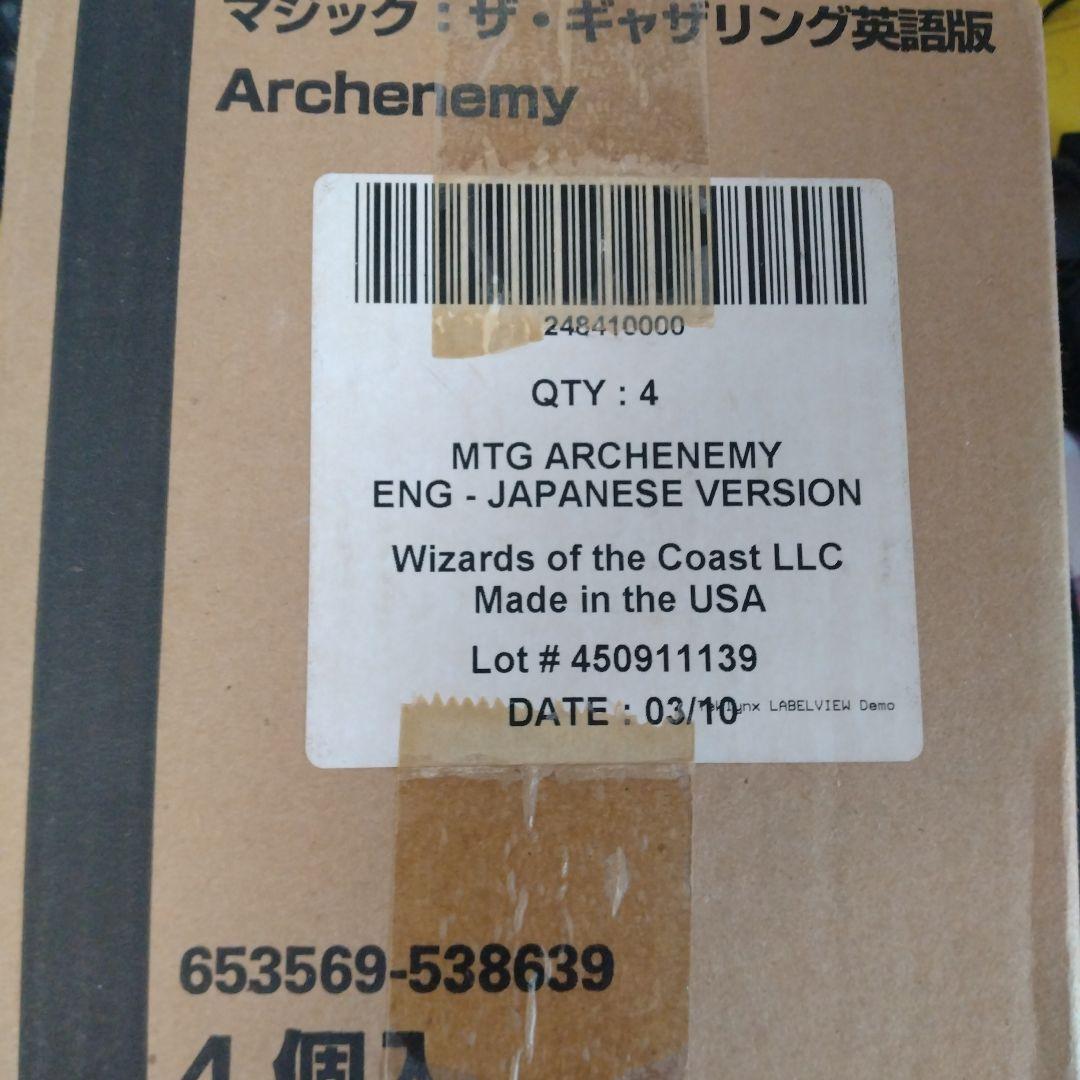 マジック：ザ・ギャザリング英語版
Archenemy
248410000
QTY : 4
MTG ARCHENEMY
ENG - JAPANESE VERSION
Wizards of the Coast LLC
Made in the USA
Lot # 450911139
DATE : 03/10
Teklynx LABELVIEW Demo
653569-538639
4個入